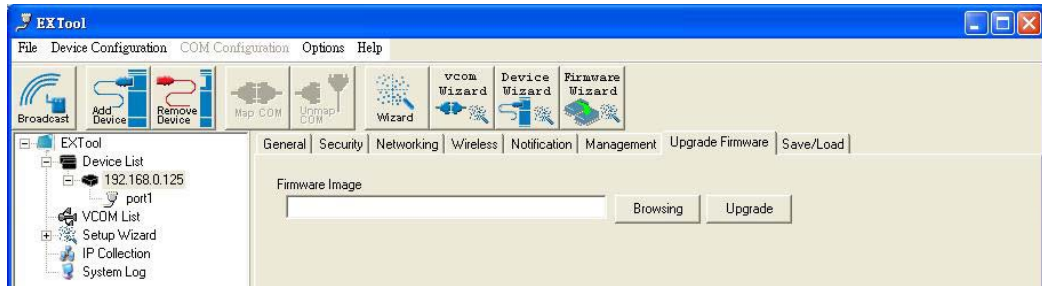 EXTool
File Device Configuration COM Configuration Options Help
Broadcast
Add Device
Remove Device
Map COM
Unmap COM
Wizard
vcom Wizard
Device Wizard
Firmware Wizard
EXTool
Device List
192.168.0.125
port1
VCOM List
Setup Wizard
IP Collection
System Log
General Security Networking Wireless Notification Management Upgrade Firmware Save/Load
Firmware Image
Browsing Upgrade